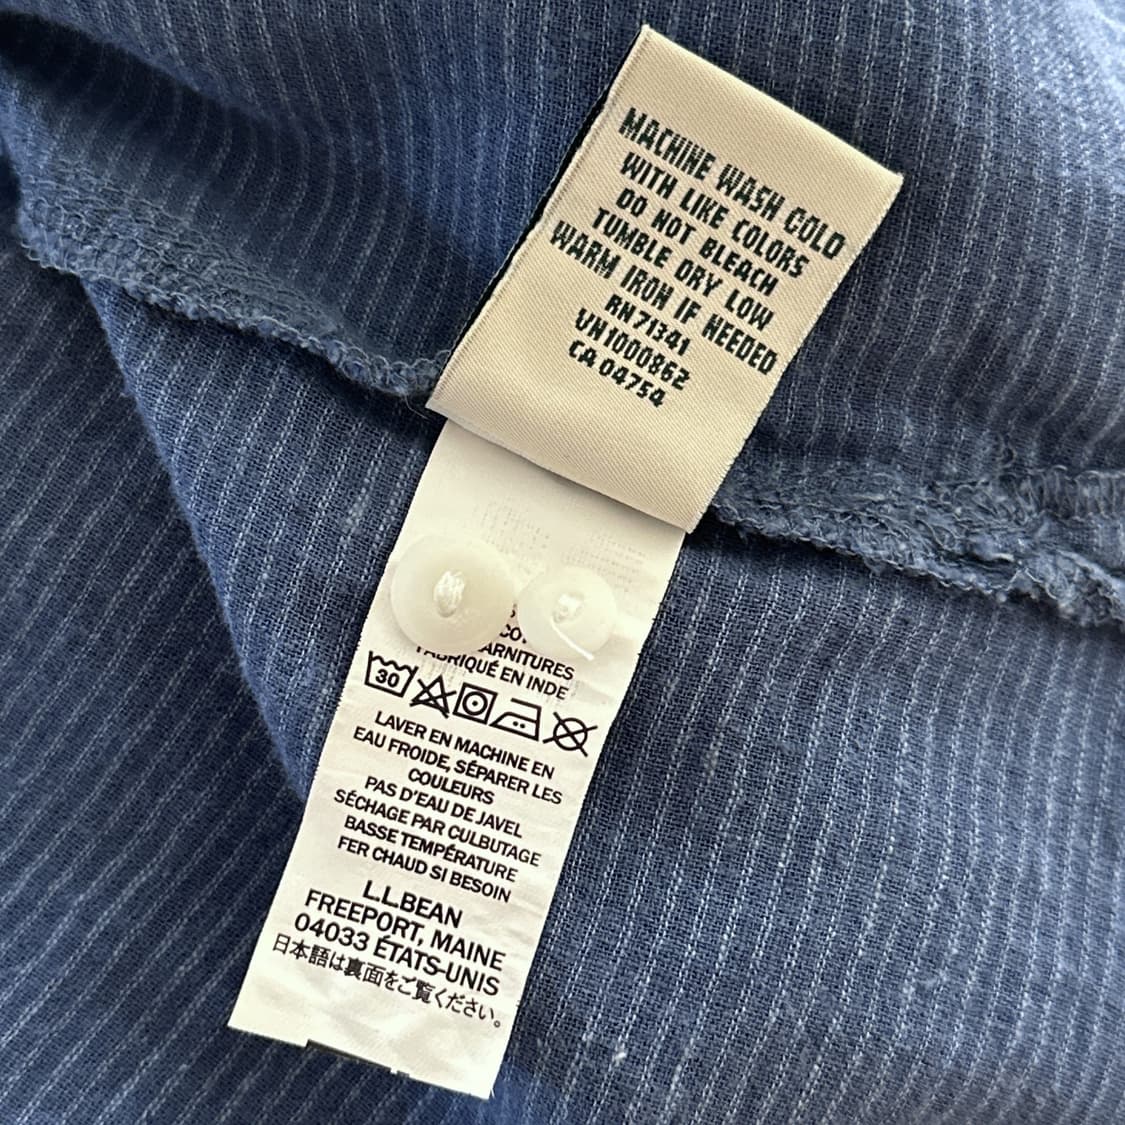 MACHINE WASH COLD
WITH LIKE COLORS
DO NOT BLEACH
TUMBLE DRY LOW
WARM IRON IF NEEDED
RN 71341
VN1000862
CA 04754
FABRIQUÉ EN INDE
30
LAVER EN MACHINE EN
EAU FROIDE, SÉPARER LES
COULEURS
PAS D'EAU DE JAVEL
SÉCHAGE PAR CULBUTAGE
BASSE TEMPÉRATURE
FER CHAUD SI BESOIN
L.L.BEAN
FREEPORT, MAINE
04033 ÉTATS-UNIS
日本語は裏面をご覧ください。